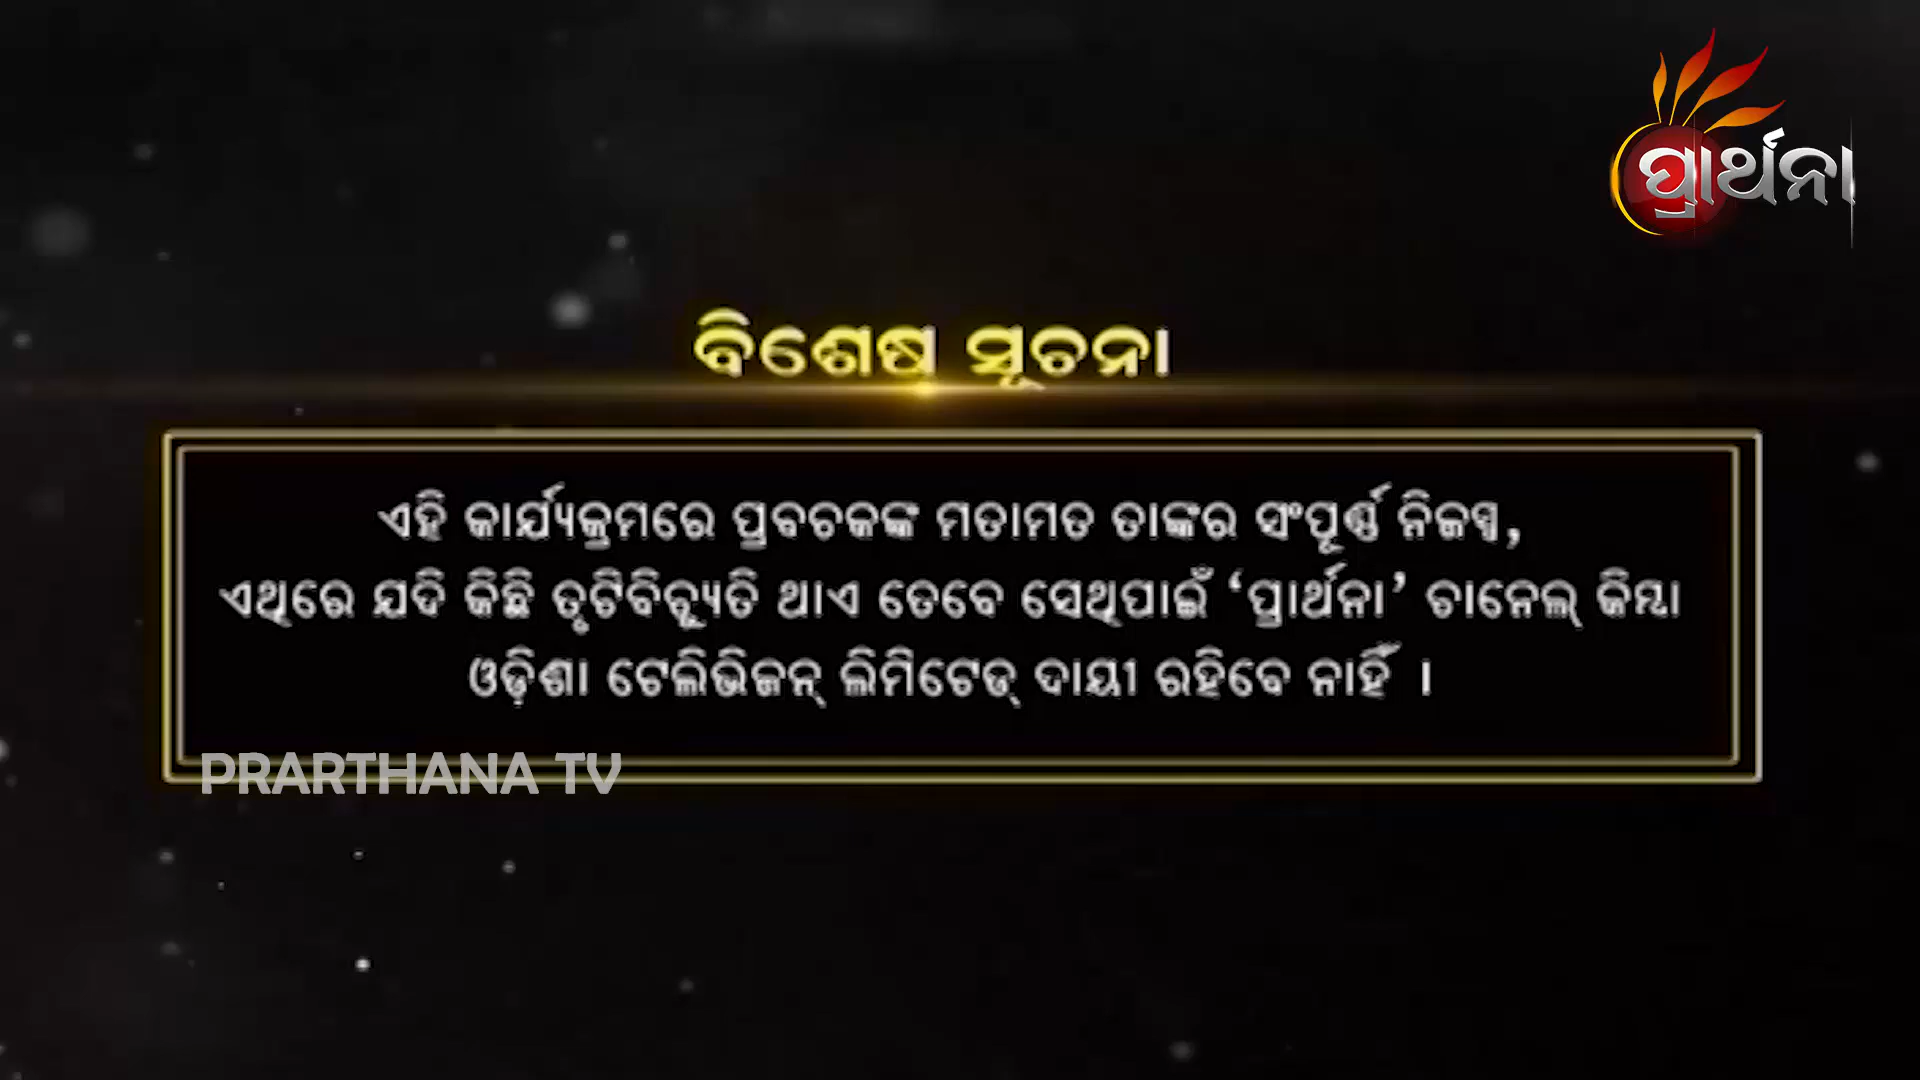 ପ୍ରାର୍ଥନା
ବିଶେଷ ସୂଚନା
ଏହି କାର୍ଯ୍ୟକ୍ରମରେ ପ୍ରବଚକଙ୍କ ମତାମତ ତାଙ୍କର ସଂପୂର୍ଣ୍ଣ ନିଜସ୍ୱ,
ଏଥିରେ ଯଦି କିଛି ତୃଟିବିଚ୍ୟୁତି ଥାଏ ତେବେ ସେଥିପାଇଁ ‘ପ୍ରାର୍ଥନା’ ଚାନେଲ୍ କିମ୍ୱା
ଓଡ଼ିଶା ଟେଲିଭିଜନ୍ ଲିମିଟେଡ୍ ଦାୟୀ ରହିବେ ନାହିଁ ।
PRARTHANA TV